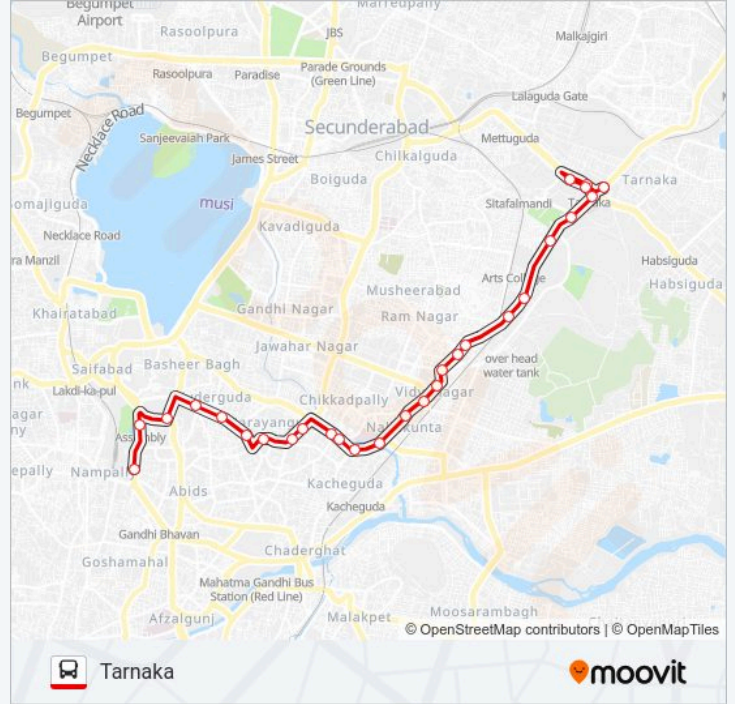 Begumpet
Airport
Marredpally
Rasoolpura
JBS
Malkajgiri
Begumpet
Parade Grounds
(Green Line)
Rasoolpura
Paradise
Lalaguda Gate
Begumpet
Necklace Road
Secunderabad
Mettuguda
Sanjeevaiah Park
James Street
Chilkalguda
Boiguda
Tarnaka
Sitafalmandi
musi
Somajiguda
Kavadiguda
Necklace Road
Habsiguda
Arts College
Musheerabad
Habsiguda
Khairatabad
Gandhi Nagar
Ram Nagar
Jawahar Nagar
over head
water tank
Saifabad
Basheer Bagh
Lakdi-ka-pul
Chikkadpally
Assembly
Nampally
Kacheguda
Abids
Kacheguda
Gandhi Bhavan
Chaderghat
Goshamahal
Mahatma Gandhi Bus
Station (Red Line)
Afzalgunj
Malakpet
Moosarambagh
© OpenStreetMap contributors | © OpenMapTiles
Tarnaka
moovit